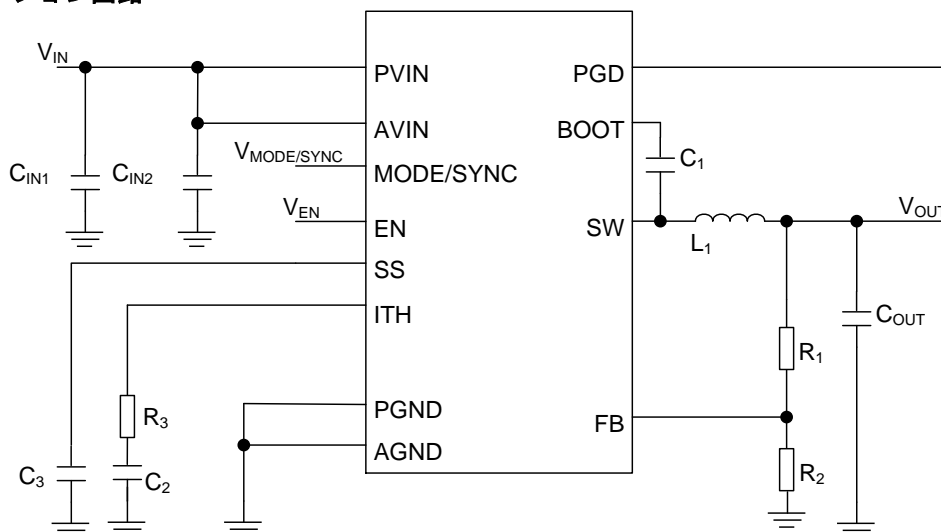 V_IN
PVIN
PGD
AVIN
BOOT
C_IN1
C_IN2
V_MODE/SYNC
MODE/SYNC
C_1
V_EN
EN
SW
L_1
V_OUT
SS
ITH
C_OUT
R_1
R_3
PGND
FB
AGND
C_3
C_2
R_2